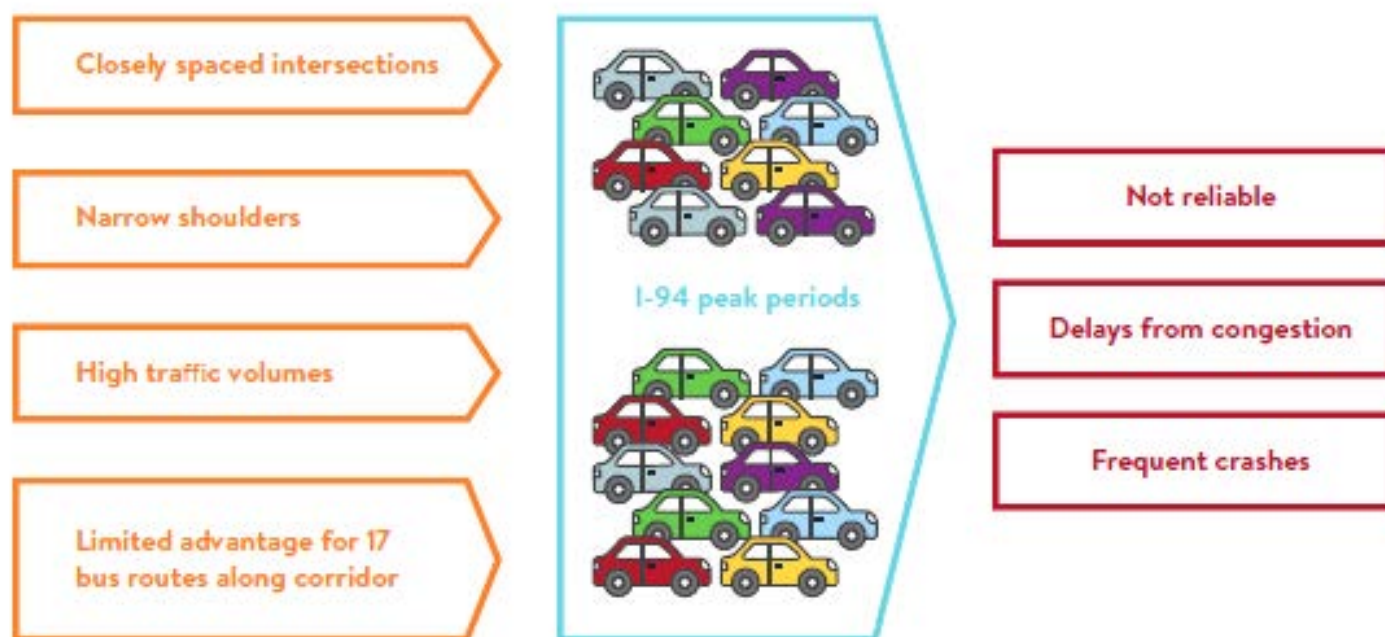 Closely spaced intersections
Narrow shoulders
High traffic volumes
Limited advantage for 17
bus routes along corridor
I-94 peak periods
Not reliable
Delays from congestion
Frequent crashes